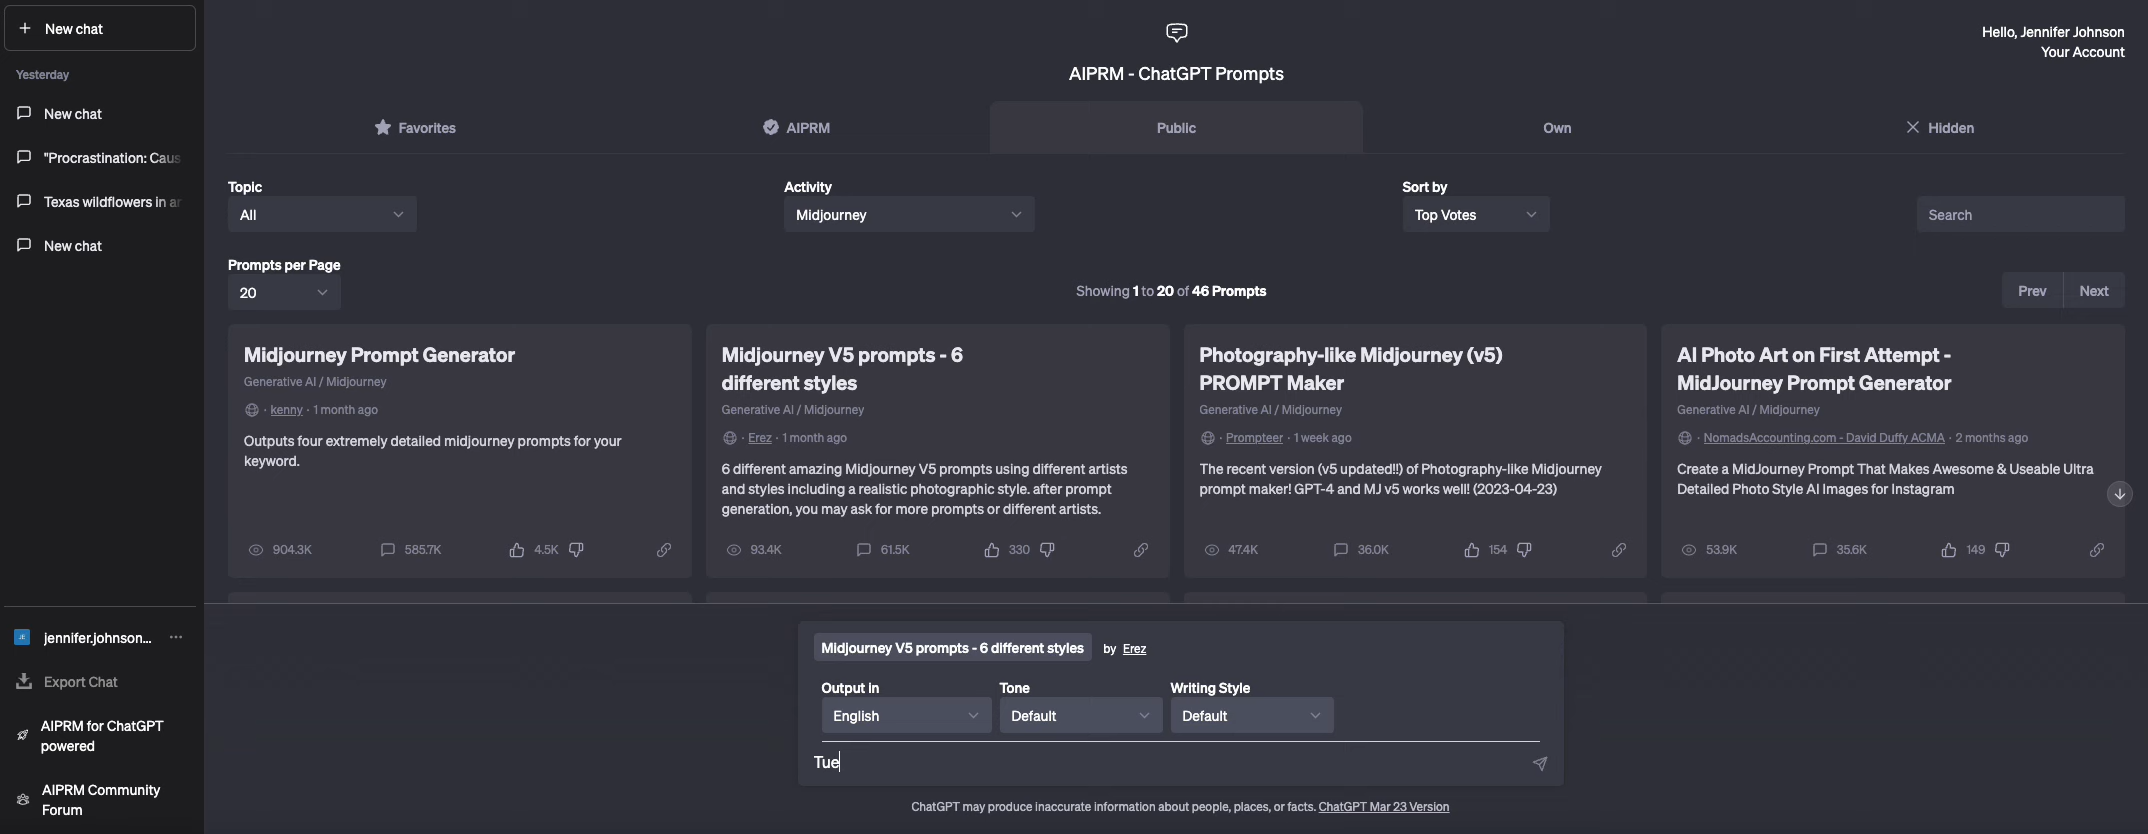 New chat
Yesterday
New chat
"Procrastination: Caus
Texas wildflowers in ar
New chat
jennifer.johnson...
Export Chat
AIPRM for ChatGPT
powered
AIPRM Community
Forum
Hello, Jennifer Johnson
Your Account
AIPRM - ChatGPT Prompts
Favorites
AIPRM
Public
Own
Hidden
Topic
All
Activity
Midjourney
Sort by
Top Votes
Search
Prompts per Page
20
Showing 1 to 20 of 46 Prompts
Prev
Next
Midjourney Prompt Generator
Generative AI / Midjourney
· kenny · 1 month ago
Outputs four extremely detailed midjourney prompts for your
keyword.
904.3K
585.7K
4.5K
Midjourney V5 prompts - 6
different styles
Generative AI / Midjourney
· Erez · 1 month ago
6 different amazing Midjourney V5 prompts using different artists
and styles including a realistic photographic style. after prompt
generation, you may ask for more prompts or different artists.
93.4K
61.5K
330
Photography-like Midjourney (v5)
PROMPT Maker
Generative AI / Midjourney
· Prompteer · 1 week ago
The recent version (v5 updated!!) of Photography-like Midjourney
prompt maker! GPT-4 and MJ v5 works well! (2023-04-23)
47.4K
36.0K
154
AI Photo Art on First Attempt -
MidJourney Prompt Generator
Generative AI / Midjourney
· NomadsAccounting.com - David Duffy ACMA · 2 months ago
Create a MidJourney Prompt That Makes Awesome & Useable Ultra
Detailed Photo Style AI Images for Instagram
53.9K
35.6K
149
Midjourney V5 prompts - 6 different styles by Erez
Output in
English
Tone
Default
Writing Style
Default
Tue
ChatGPT may produce inaccurate information about people, places, or facts. ChatGPT Mar 23 Version